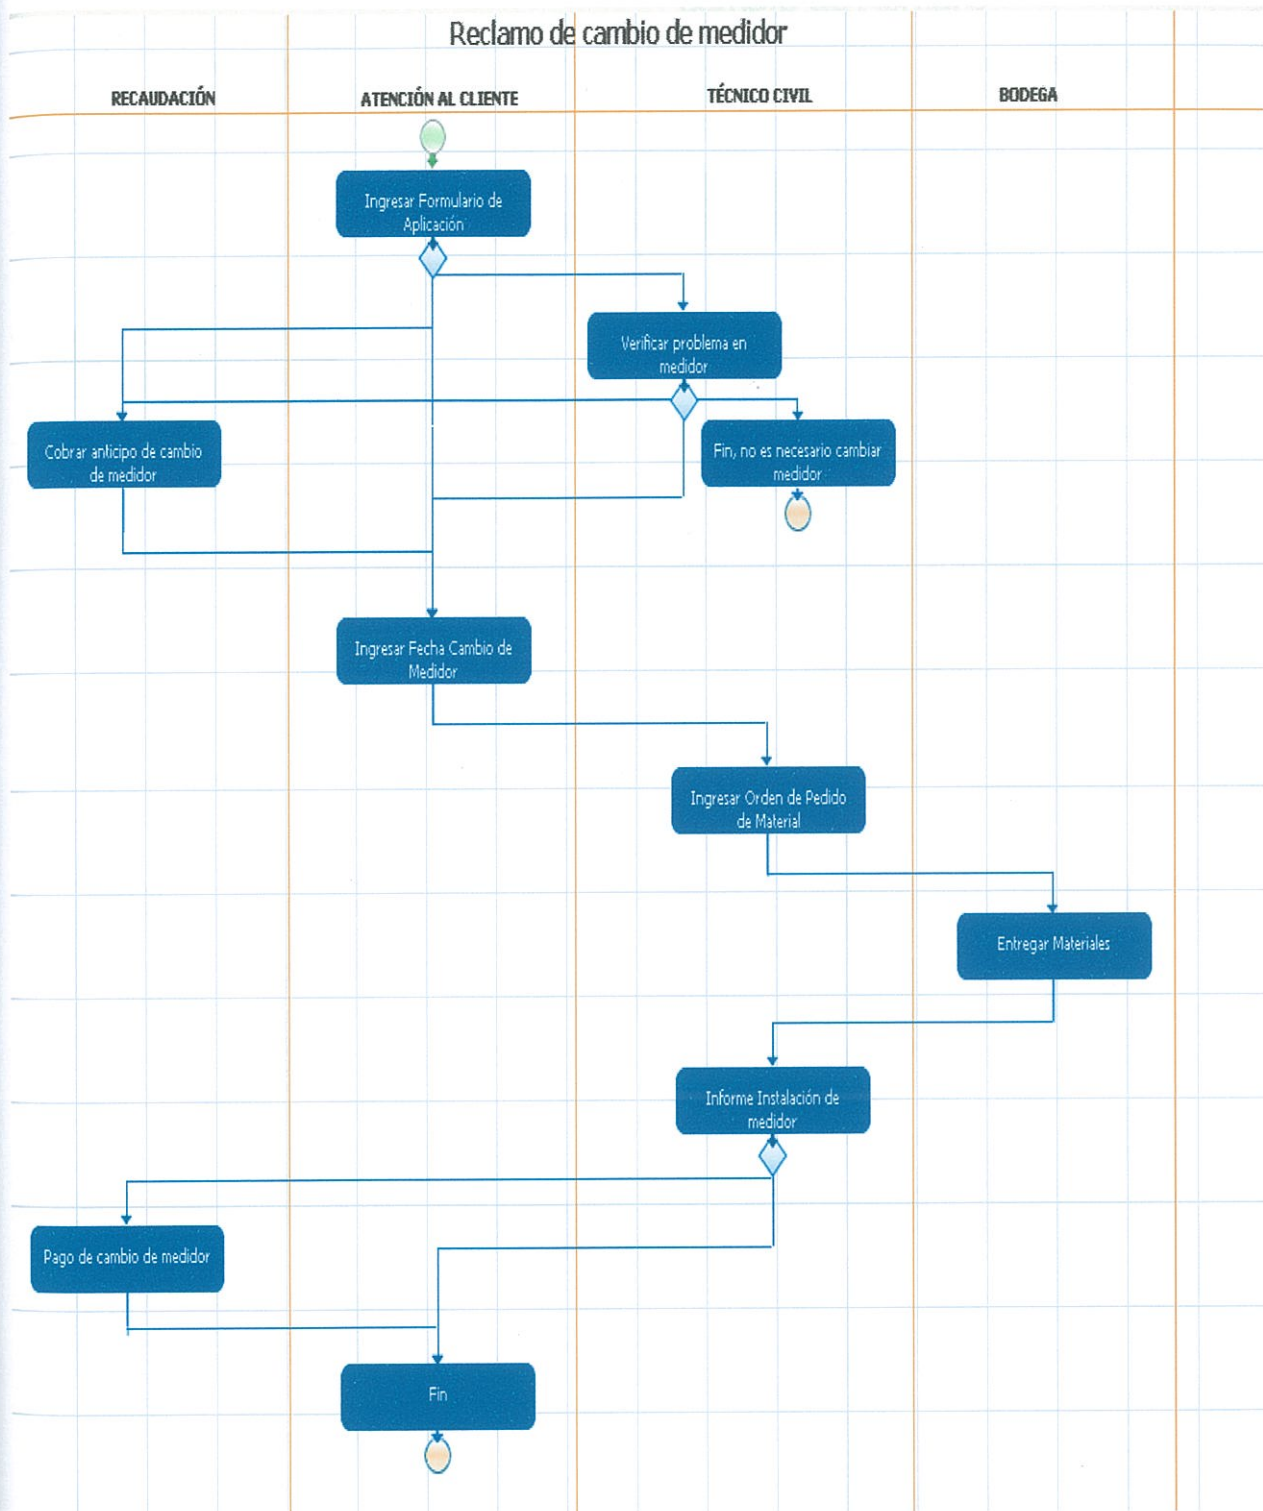 Reclamo de cambio de medidor
RECAUDACIÓN
ATENCIÓN AL CLIENTE
TÉCNICO CIVIL
BODEGA
Ingresar Formulario de
Aplicación
Verificar problema en
medidor
Cobrar anticipo de cambio
de medidor
Fin, no es necesario cambiar
medidor
Ingresar Fecha Cambio de
Medidor
Ingresar Orden de Pedido
de Material
Entregar Materiales
Informe Instalación de
medidor
Pago de cambio de medidor
Fin